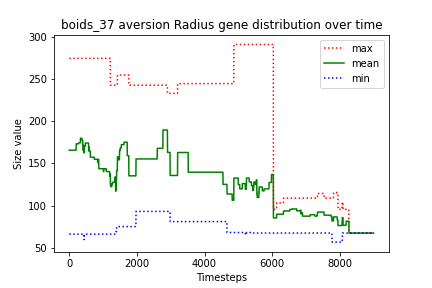 boids_37 aversion Radius gene distribution over time
300
250
200
150
100
50
Size value
max
mean
min
0
2000
4000
6000
8000
Timesteps